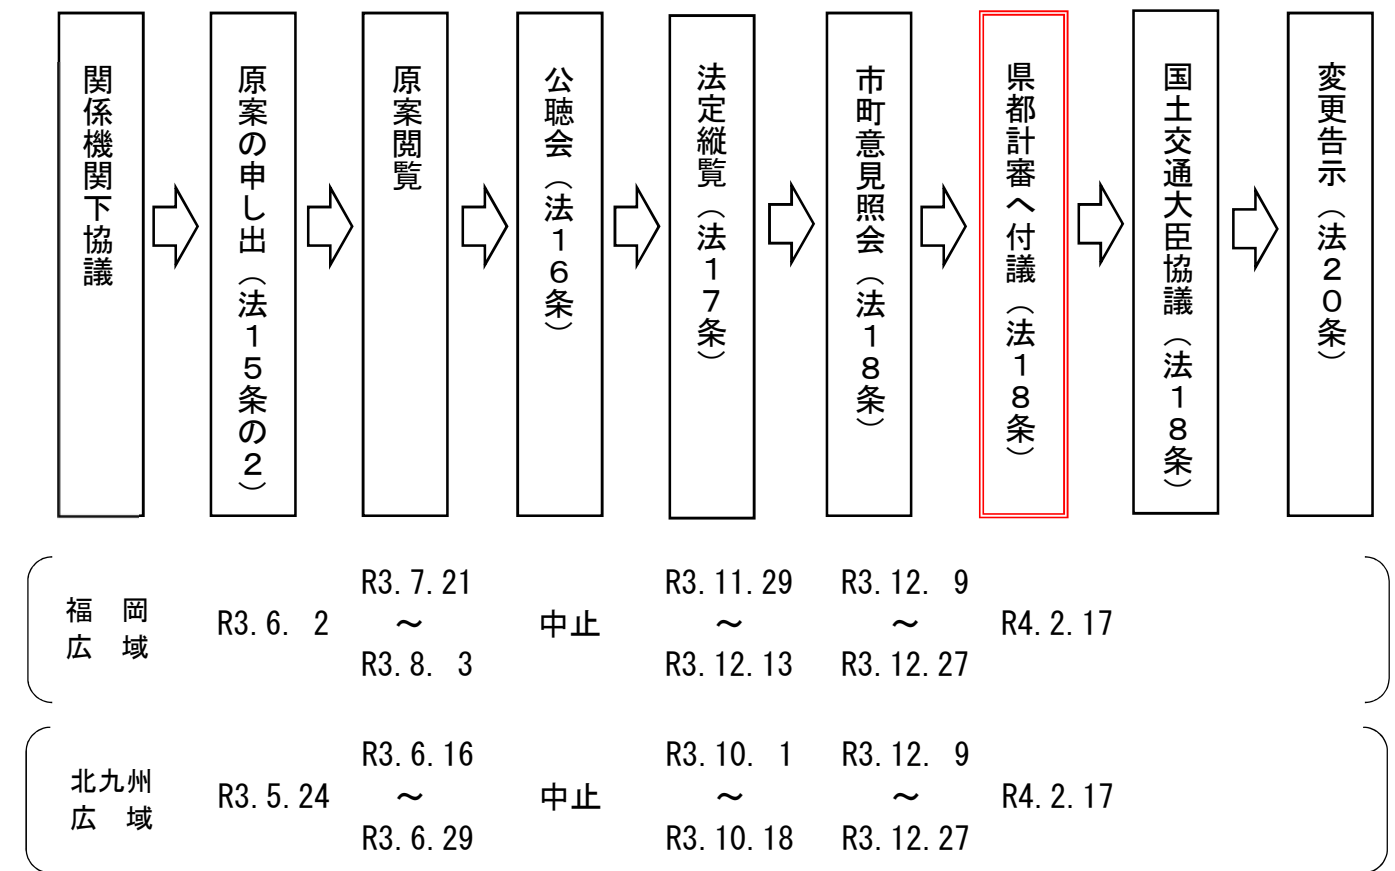 関係機関下協議
原案の申し出（法１５条の２）
原案閲覧
公聴会（法１６条）
法定縦覧（法１７条）
市町意見照会（法１８条）
県都計審へ付議（法１８条）
国土交通大臣協議（法１８条）
変更告示（法２０条）
福　岡
広　域
R3.6. 2
R3.7.21
～
R3.8. 3
中止
R3.11.29
～
R3.12.13
R3.12. 9
～
R3.12.27
R4.2.17
北九州
広　域
R3.5.24
R3.6.16
～
R3.6.29
中止
R3.10. 1
～
R3.10.18
R3.12. 9
～
R3.12.27
R4.2.17